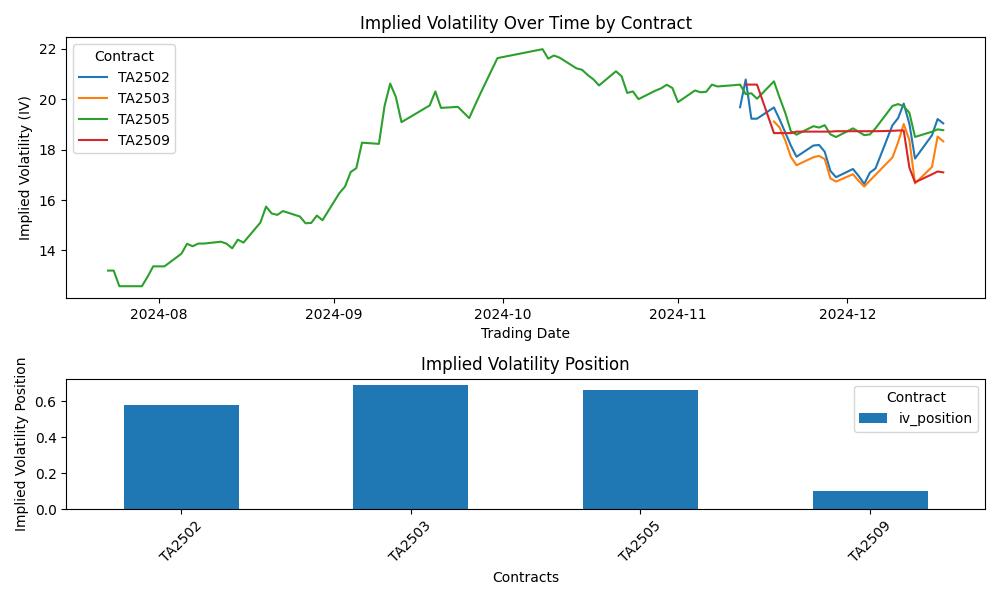 Implied Volatility Over Time by Contract
Implied Volatility (IV)
22
20
18
16
14
Contract
TA2502
TA2503
TA2505
TA2509
2024-08
2024-09
2024-10
2024-11
2024-12
Trading Date
Implied Volatility Position
Implied Volatility Position
0.6
0.4
0.2
0.0
Contract
iv_position
TA2502
TA2503
TA2505
TA2509
Contracts